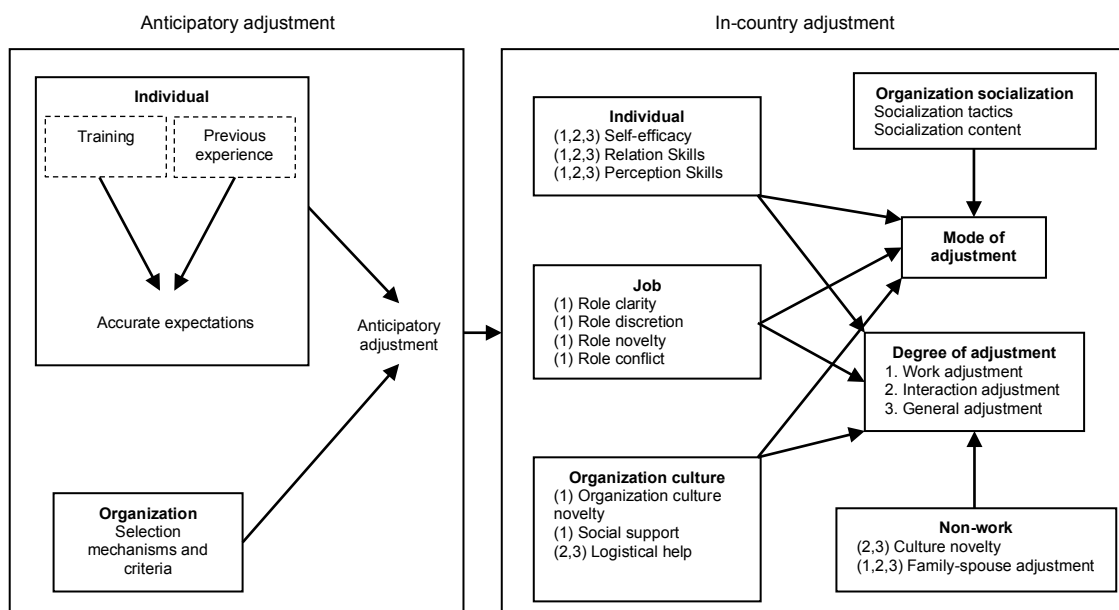 Anticipatory adjustment
In-country adjustment
Individual
Training
Previous
experience
Accurate expectations
Anticipatory
adjustment
Organization
Selection
mechanisms and
criteria
Individual
(1,2,3) Self-efficacy
(1,2,3) Relation Skills
(1,2,3) Perception Skills
Job
(1) Role clarity
(1) Role discretion
(1) Role novelty
(1) Role conflict
Organization culture
(1) Organization culture
novelty
(1) Social support
(2,3) Logistical help
Organization socialization
Socialization tactics
Socialization content
Mode of
adjustment
Degree of adjustment
1. Work adjustment
2. Interaction adjustment
3. General adjustment
Non-work
(2,3) Culture novelty
(1,2,3) Family-spouse adjustment